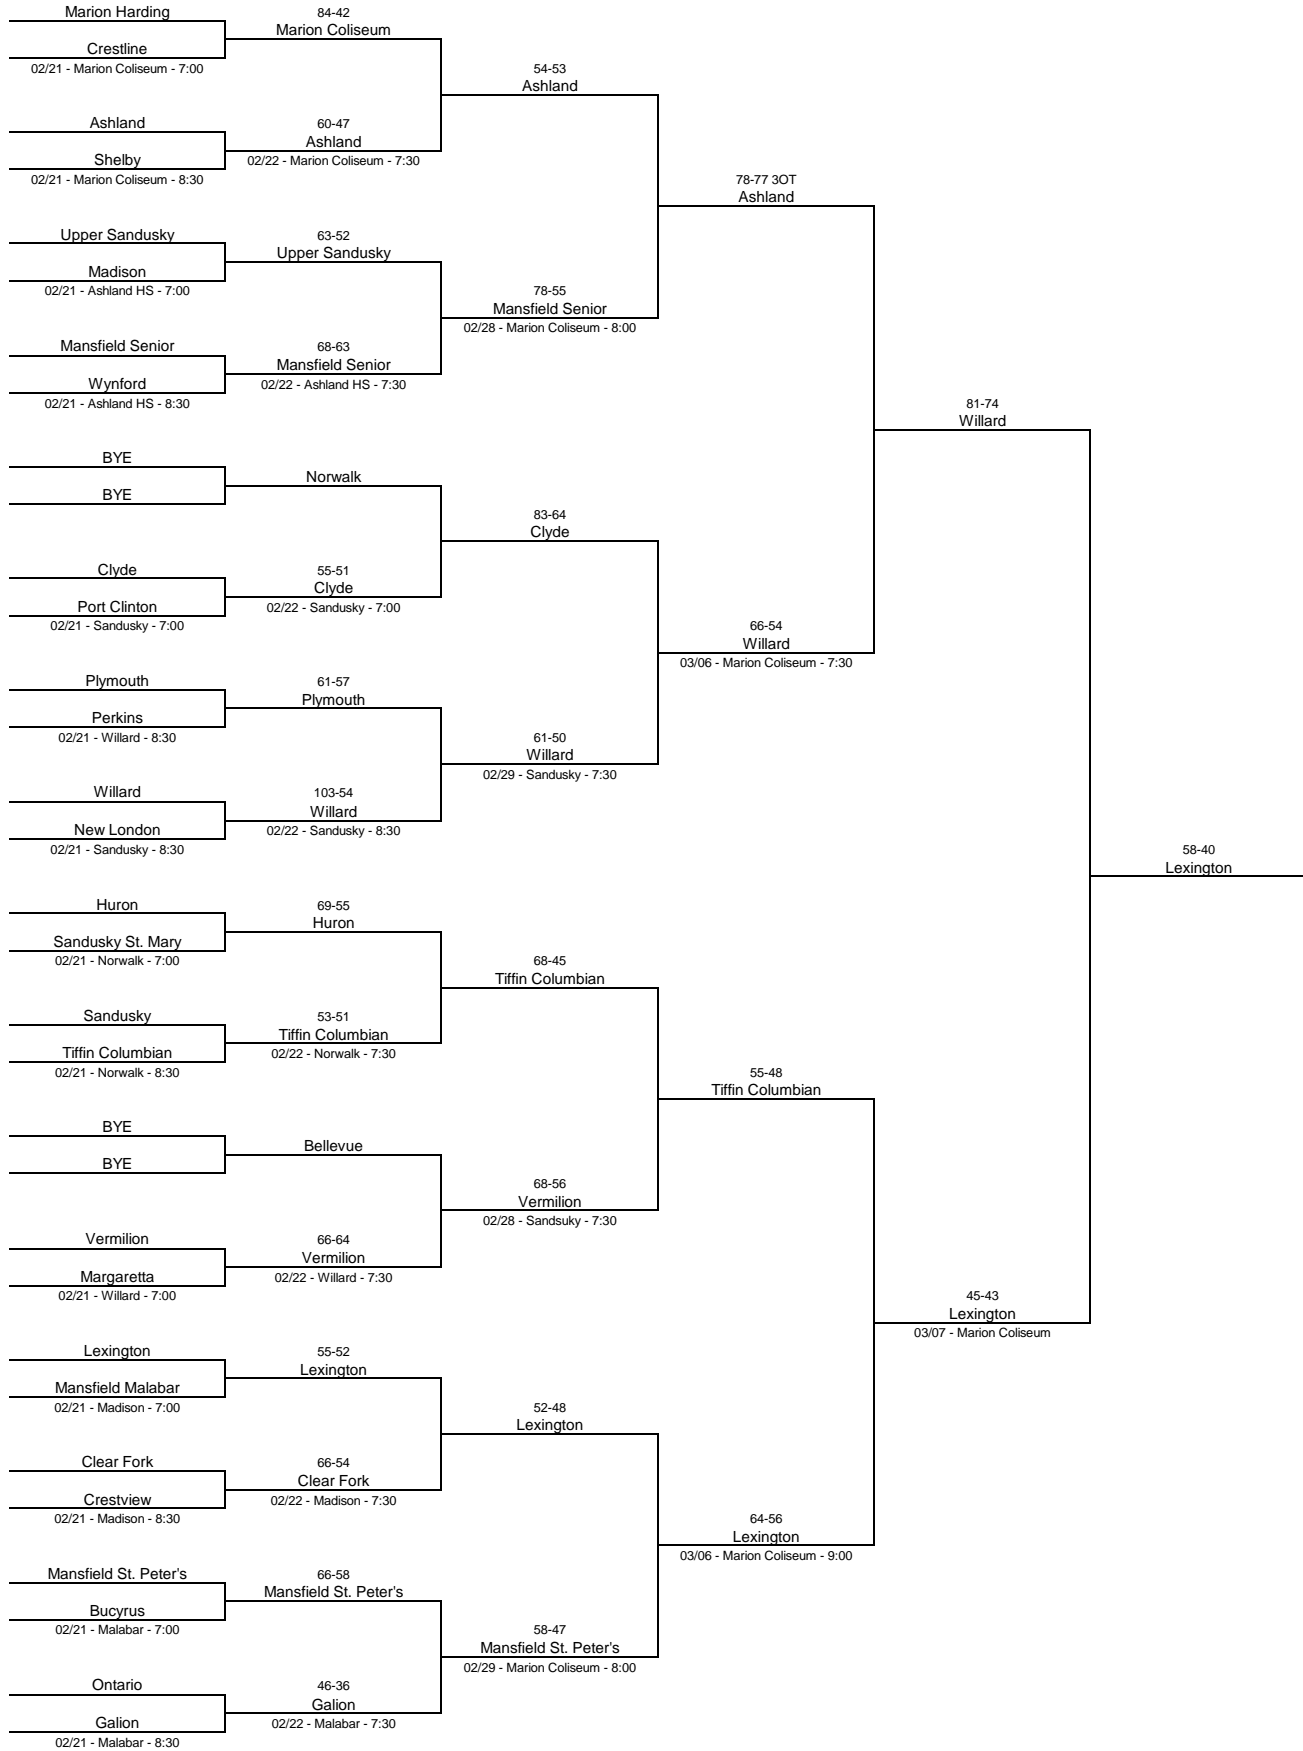 Marion Harding
Crestline
02/21 - Marion Coliseum - 7:00
Ashland
Shelby
02/21 - Marion Coliseum - 8:30
Upper Sandusky
Madison
02/21 - Ashland HS - 7:00
Mansfield Senior
Wynford
02/21 - Ashland HS - 8:30
BYE
BYE
Clyde
Port Clinton
02/21 - Sandusky - 7:00
Plymouth
Perkins
02/21 - Willard - 8:30
Willard
New London
02/21 - Sandusky - 8:30
Huron
Sandusky St. Mary
02/21 - Norwalk - 7:00
Sandusky
Tiffin Columbian
02/21 - Norwalk - 8:30
BYE
BYE
Vermilion
Margaretta
02/21 - Willard - 7:00
Lexington
Mansfield Malabar
02/21 - Madison - 7:00
Clear Fork
Crestview
02/21 - Madison - 8:30
Mansfield St. Peter's
Bucyrus
02/21 - Malabar - 7:00
Ontario
Galion
02/21 - Malabar - 8:30
84-42
Marion Coliseum
60-47
Ashland
02/22 - Marion Coliseum - 7:30
63-52
Upper Sandusky
68-63
Mansfield Senior
02/22 - Ashland HS - 7:30
Norwalk
55-51
Clyde
02/22 - Sandusky - 7:00
61-57
Plymouth
103-54
Willard
02/22 - Sandusky - 8:30
69-55
Huron
53-51
Tiffin Columbian
02/22 - Norwalk - 7:30
Bellevue
66-64
Vermilion
02/22 - Willard - 7:30
55-52
Lexington
66-54
Clear Fork
02/22 - Madison - 7:30
66-58
Mansfield St. Peter's
46-36
Galion
02/22 - Malabar - 7:30
54-53
Ashland
78-55
Mansfield Senior
02/28 - Marion Coliseum - 8:00
83-64
Clyde
61-50
Willard
02/29 - Sandusky - 7:30
68-45
Tiffin Columbian
68-56
Vermilion
02/28 - Sandsuky - 7:30
52-48
Lexington
58-47
Mansfield St. Peter's
02/29 - Marion Coliseum - 8:00
78-77 3OT
Ashland
66-54
Willard
03/06 - Marion Coliseum - 7:30
55-48
Tiffin Columbian
64-56
Lexington
03/06 - Marion Coliseum - 9:00
81-74
Willard
45-43
Lexington
03/07 - Marion Coliseum
58-40
Lexington